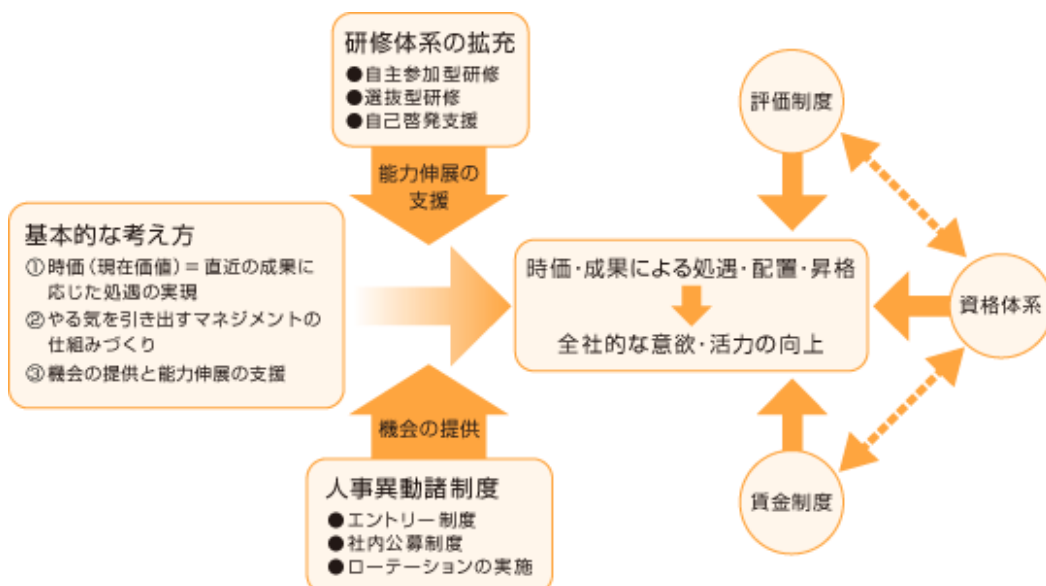 研修体系の拡充
●自主参加型研修
●選抜型研修
●自己啓発支援
能力伸展の
支援
基本的な考え方
①時価(現在価値)=直近の成果に
応じた処遇の実現
②やる気を引き出すマネジメントの
仕組みづくり
③機会の提供と能力伸展の支援
機会の提供
人事異動諸制度
●エントリー制度
●社内公募制度
●ローテーションの実施
評価制度
時価・成果による処遇・配置・昇格
全社的な意欲・活力の向上
資格体系
賃金制度